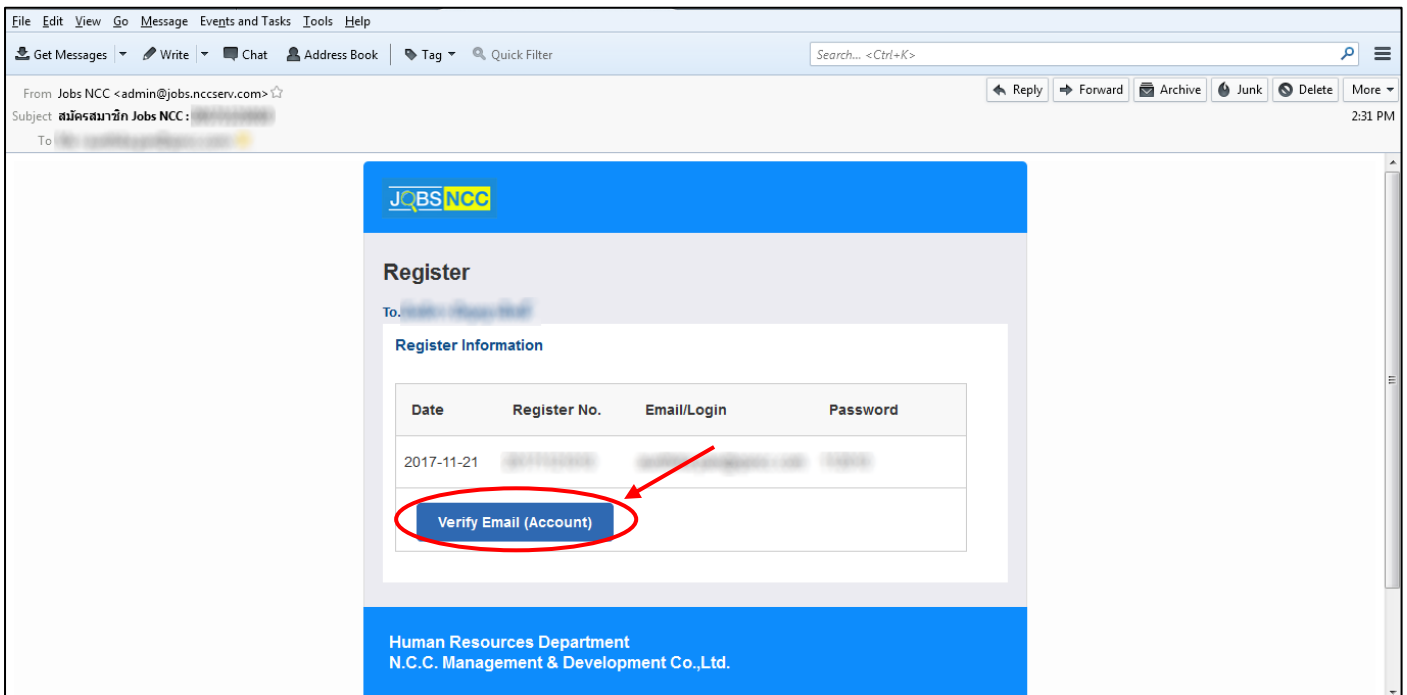 File Edit View Go Message Events and Tasks Tools Help
Get Messages Write Chat Address Book Tag Quick Filter Search... <Ctrl+K>
From Jobs NCC <admin@jobs.nccserv.com> Reply Forward Archive Junk Delete More
Subject สมัครสมาชิก Jobs NCC : 2:31 PM
To
JOBS NCC
Register
To.
Register Information
Date Register No. Email/Login Password
2017-11-21
Verify Email (Account)
Human Resources Department
N.C.C. Management & Development Co.,Ltd.